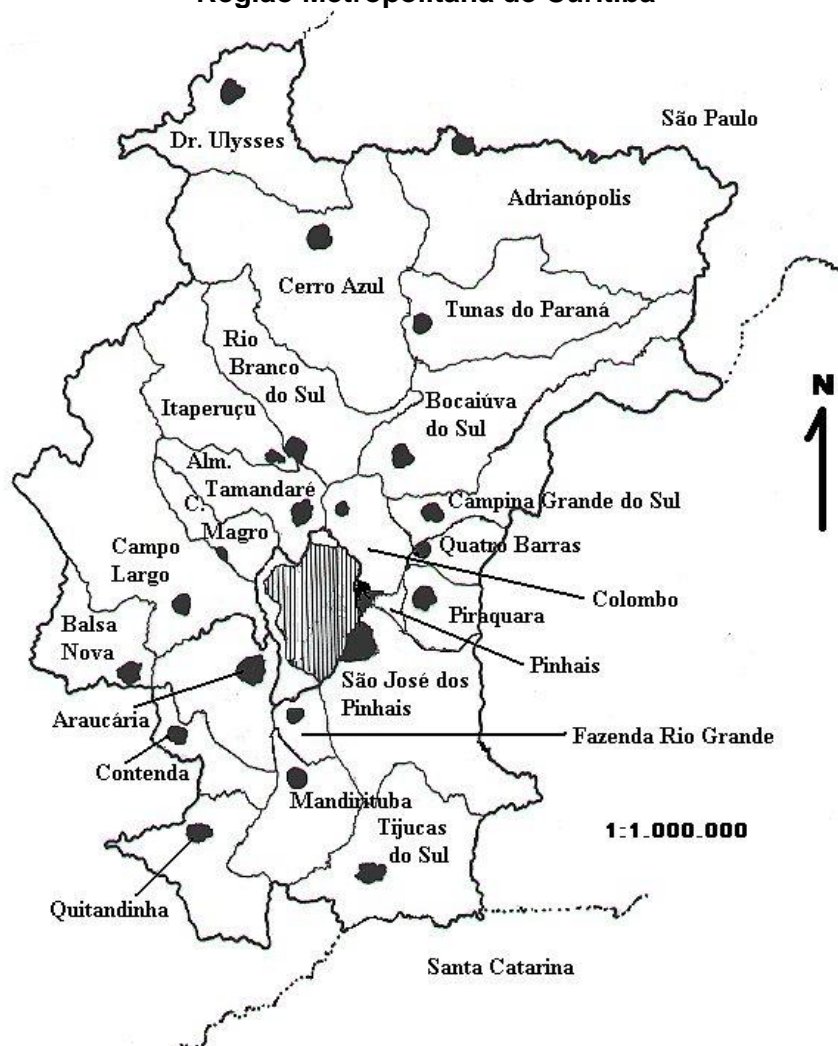 Região Metropolitana de Curitiba
São Paulo
Dr. Ulysses
Adrianópolis
Cerro Azul
Tunas do Paraná
Rio
Branco
do Sul
Itaperuçu
Bocaiúva
do Sul
N
Alm.
Tamandaré
C.
Magro
Campina Grande do Sul
Quatro Barras
Campo
Largo
Colombo
Piraquara
Balsa
Nova
Pinhais
São José dos
Pinhais
Araucária
Fazenda Rio Grande
Contenda
Mandirituba
Tijucas
do Sul
1:1.000.000
Quitandinha
Santa Catarina